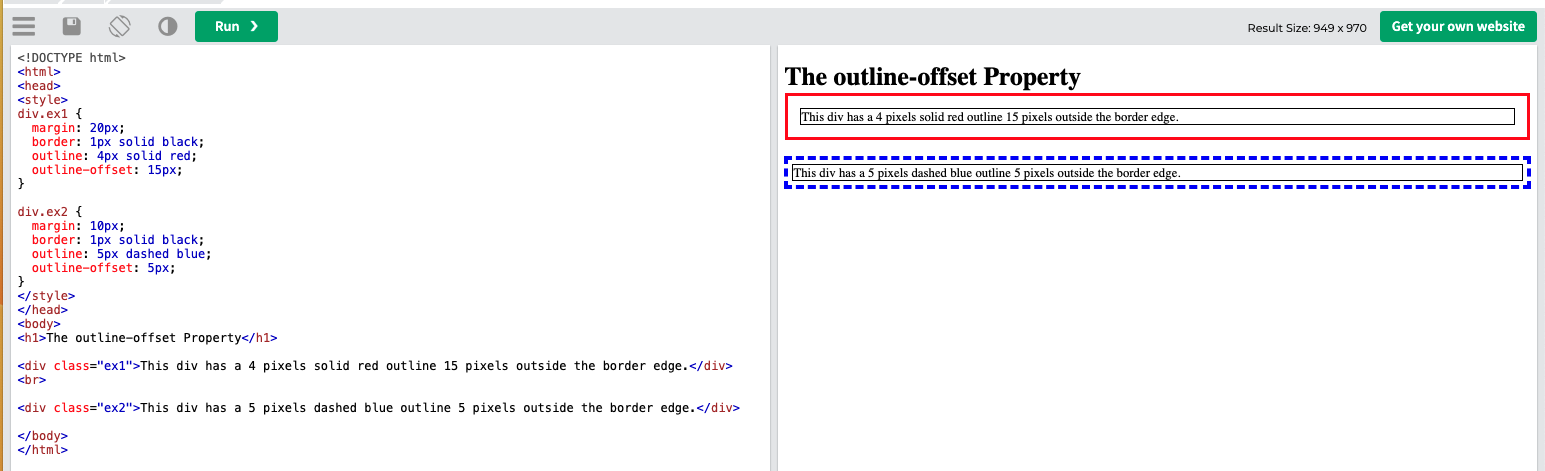 Run ❯
Result Size: 949 x 970
Get your own website
<!DOCTYPE html>
<html>
<head>
<style>
div.ex1 {
  margin: 20px;
  border: 1px solid black;
  outline: 4px solid red;
  outline-offset: 15px;
}

div.ex2 {
  margin: 10px;
  border: 1px solid black;
  outline: 5px dashed blue;
  outline-offset: 5px;
}
</style>
</head>
<body>
<h1>The outline-offset Property</h1>

<div class="ex1">This div has a 4 pixels solid red outline 15 pixels outside the border edge.</div>
<br>

<div class="ex2">This div has a 5 pixels dashed blue outline 5 pixels outside the border edge.</div>

</body>
</html>
The outline-offset Property
This div has a 4 pixels solid red outline 15 pixels outside the border edge.
This div has a 5 pixels dashed blue outline 5 pixels outside the border edge.